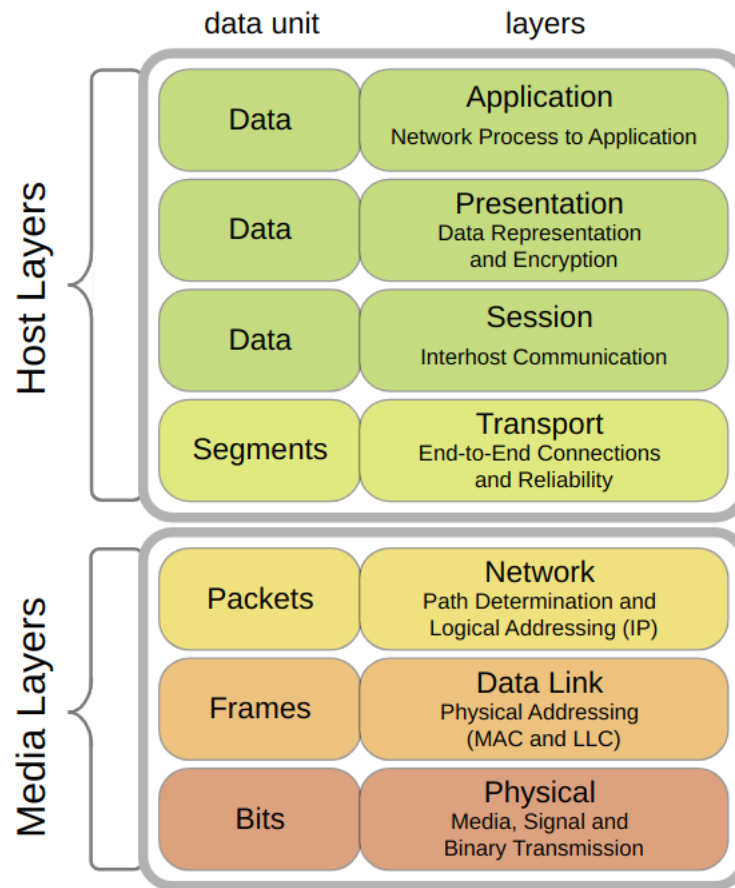 data unit layers
Host Layers
Data
Application
Network Process to Application
Data
Presentation
Data Representation
and Encryption
Data
Session
Interhost Communication
Segments
Transport
End-to-End Connections
and Reliability
Media Layers
Packets
Network
Path Determination and
Logical Addressing (IP)
Frames
Data Link
Physical Addressing
(MAC and LLC)
Bits
Physical
Media, Signal and
Binary Transmission